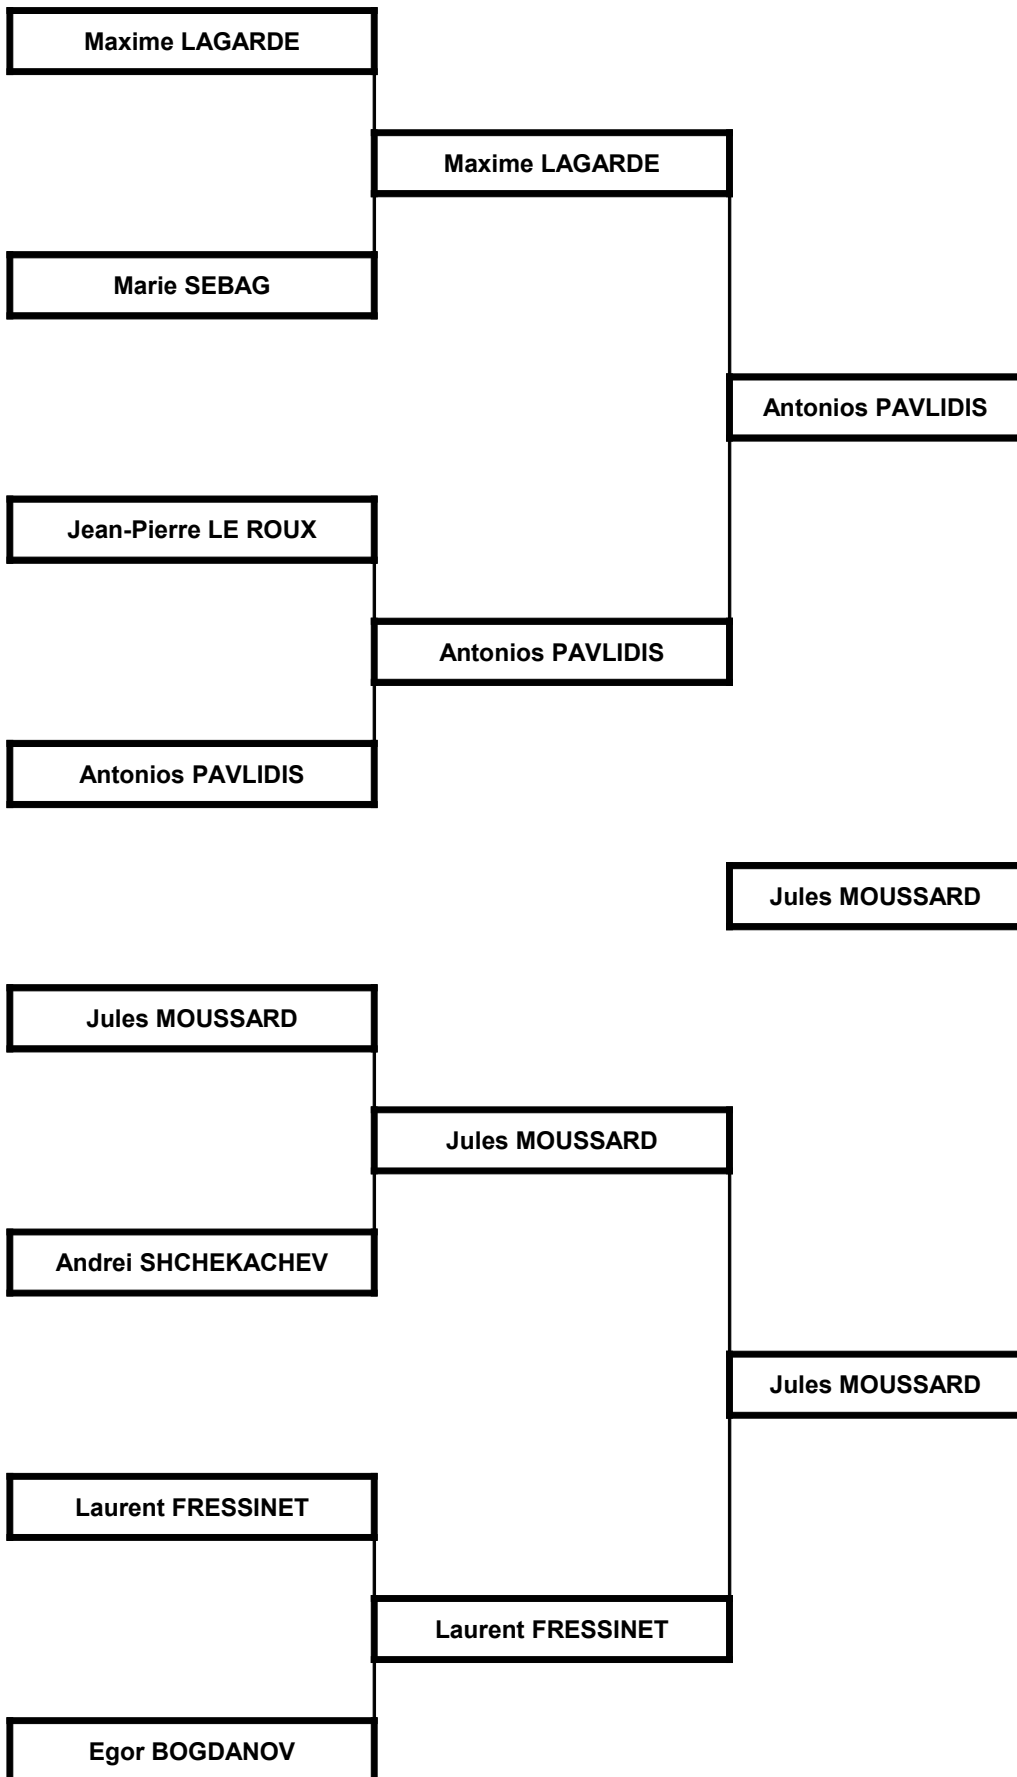 Maxime LAGARDE
Maxime LAGARDE
Marie SEBAG
Antonios PAVLIDIS
Jean-Pierre LE ROUX
Antonios PAVLIDIS
Antonios PAVLIDIS
Jules MOUSSARD
Jules MOUSSARD
Jules MOUSSARD
Andrei SHCHEKACHEV
Jules MOUSSARD
Laurent FRESSINET
Laurent FRESSINET
Egor BOGDANOV